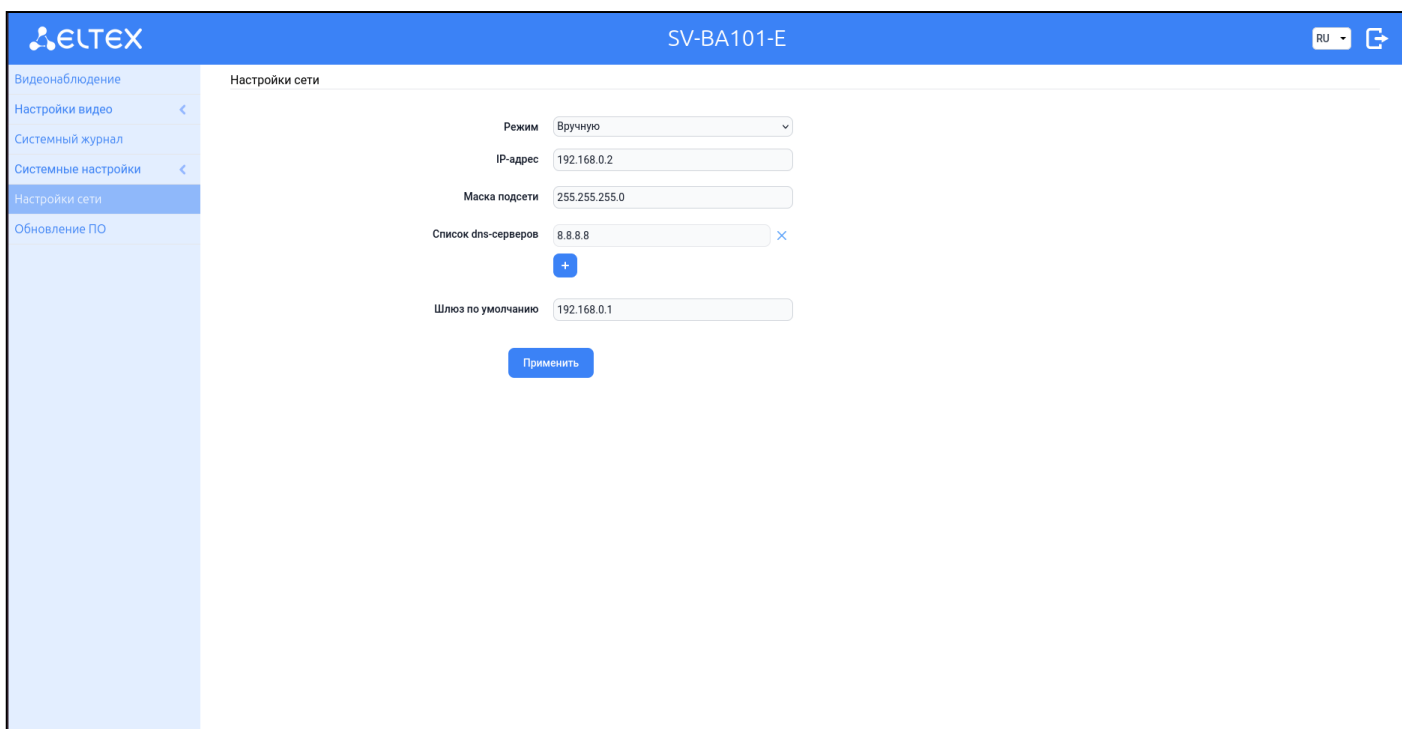 ELTEX
SV-BA101-E
RU
Видеонаблюдение
Настройки видео
Системный журнал
Системные настройки
Настройки сети
Обновление ПО
Настройки сети
Режим Вручную
IP-адрес 192.168.0.2
Маска подсети 255.255.255.0
Список dns-серверов 8.8.8.8
+
Шлюз по умолчанию 192.168.0.1
Применить